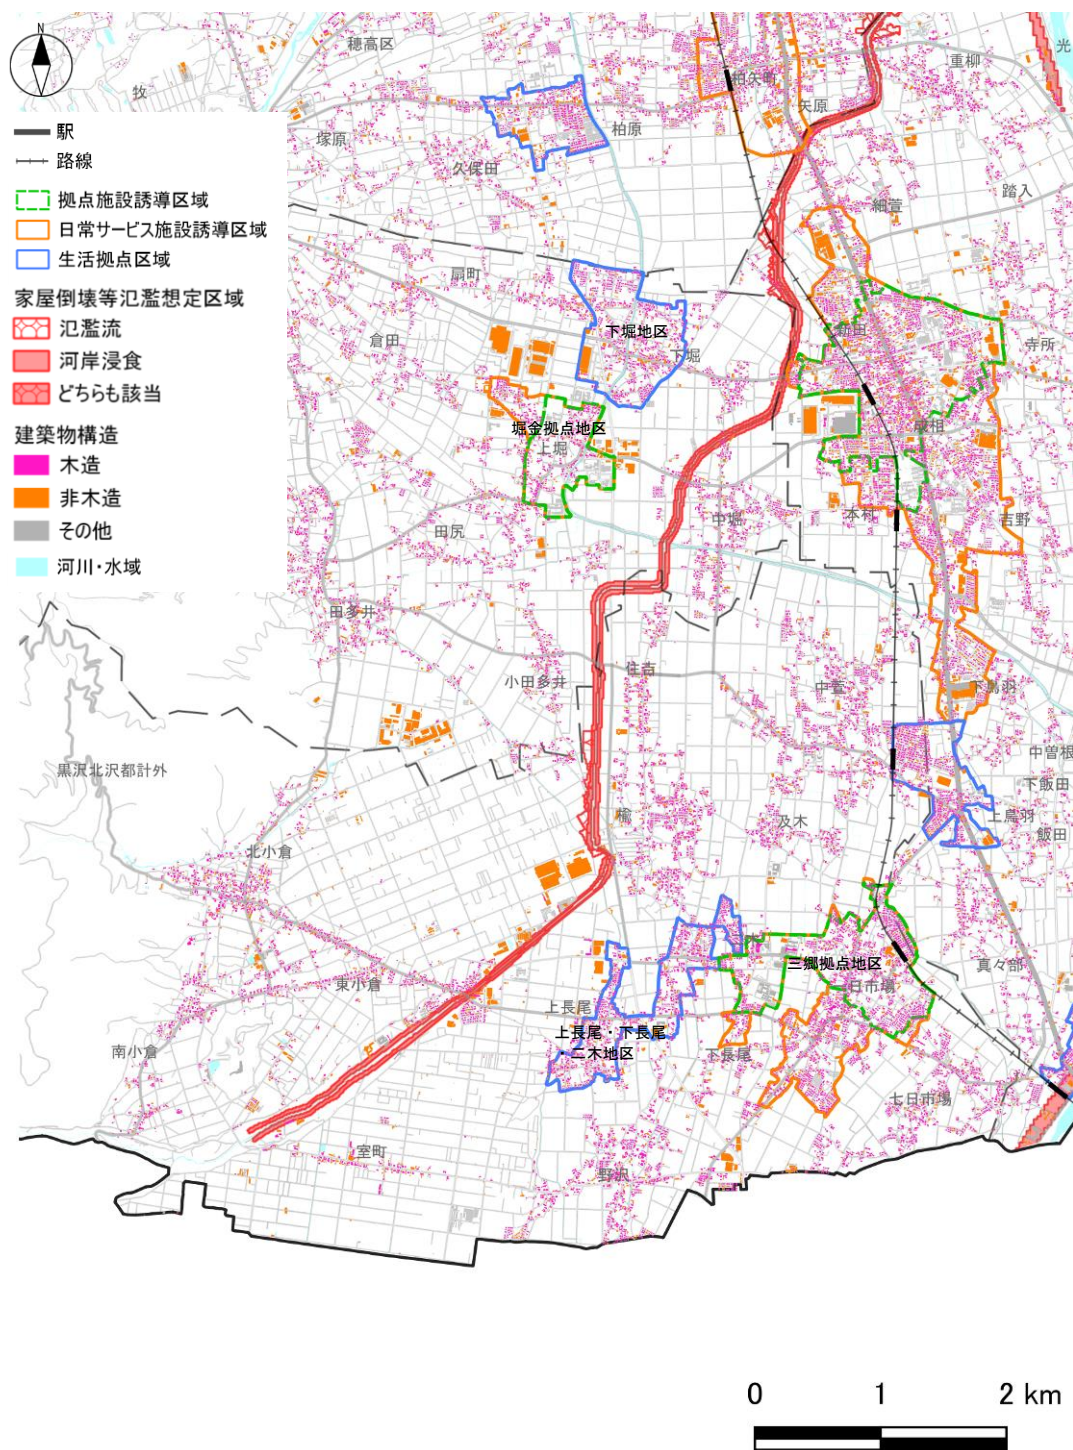 N
穂高区
重柳
光
柏矢町
牧
矢原
塚原
柏原
久保田
踏入
細萱
駅
路線
拠点施設誘導区域
日常サービス施設誘導区域
生活拠点区域
家屋倒壊等氾濫想定区域
氾濫流
河岸浸食
どちらも該当
建築物構造
木造
非木造
その他
河川・水域
扇町
倉田
下堀地区
下堀
新田
寺所
堀金拠点地区
上堀
成相
田尻
中堀
本村
吉野
田多井
小田多井
住吉
中萱
下鳥羽
黒沢北沢都計外
中曽根
下飯田
上鳥羽
飯田
楡
及木
北小倉
三郷拠点地区
真々部
東小倉
上長尾
日市場
上長尾・下長尾
・二木地区
下長尾
南小倉
七日市場
室町
野沢
0 1 2 km